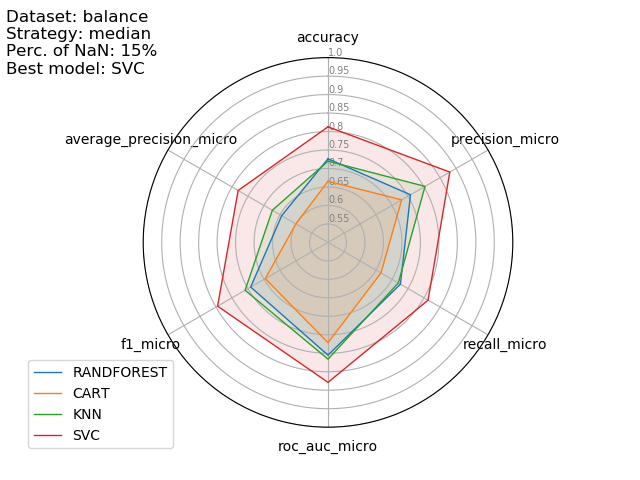 Dataset: balance
Strategy: median
Perc. of NaN: 15%
Best model: SVC
accuracy
1.0
0.95
0.9
0.85
0.8
0.75
0.7
0.65
0.6
0.55
average_precision_micro
precision_micro
f1_micro
recall_micro
roc_auc_micro
RANDFOREST
CART
KNN
SVC